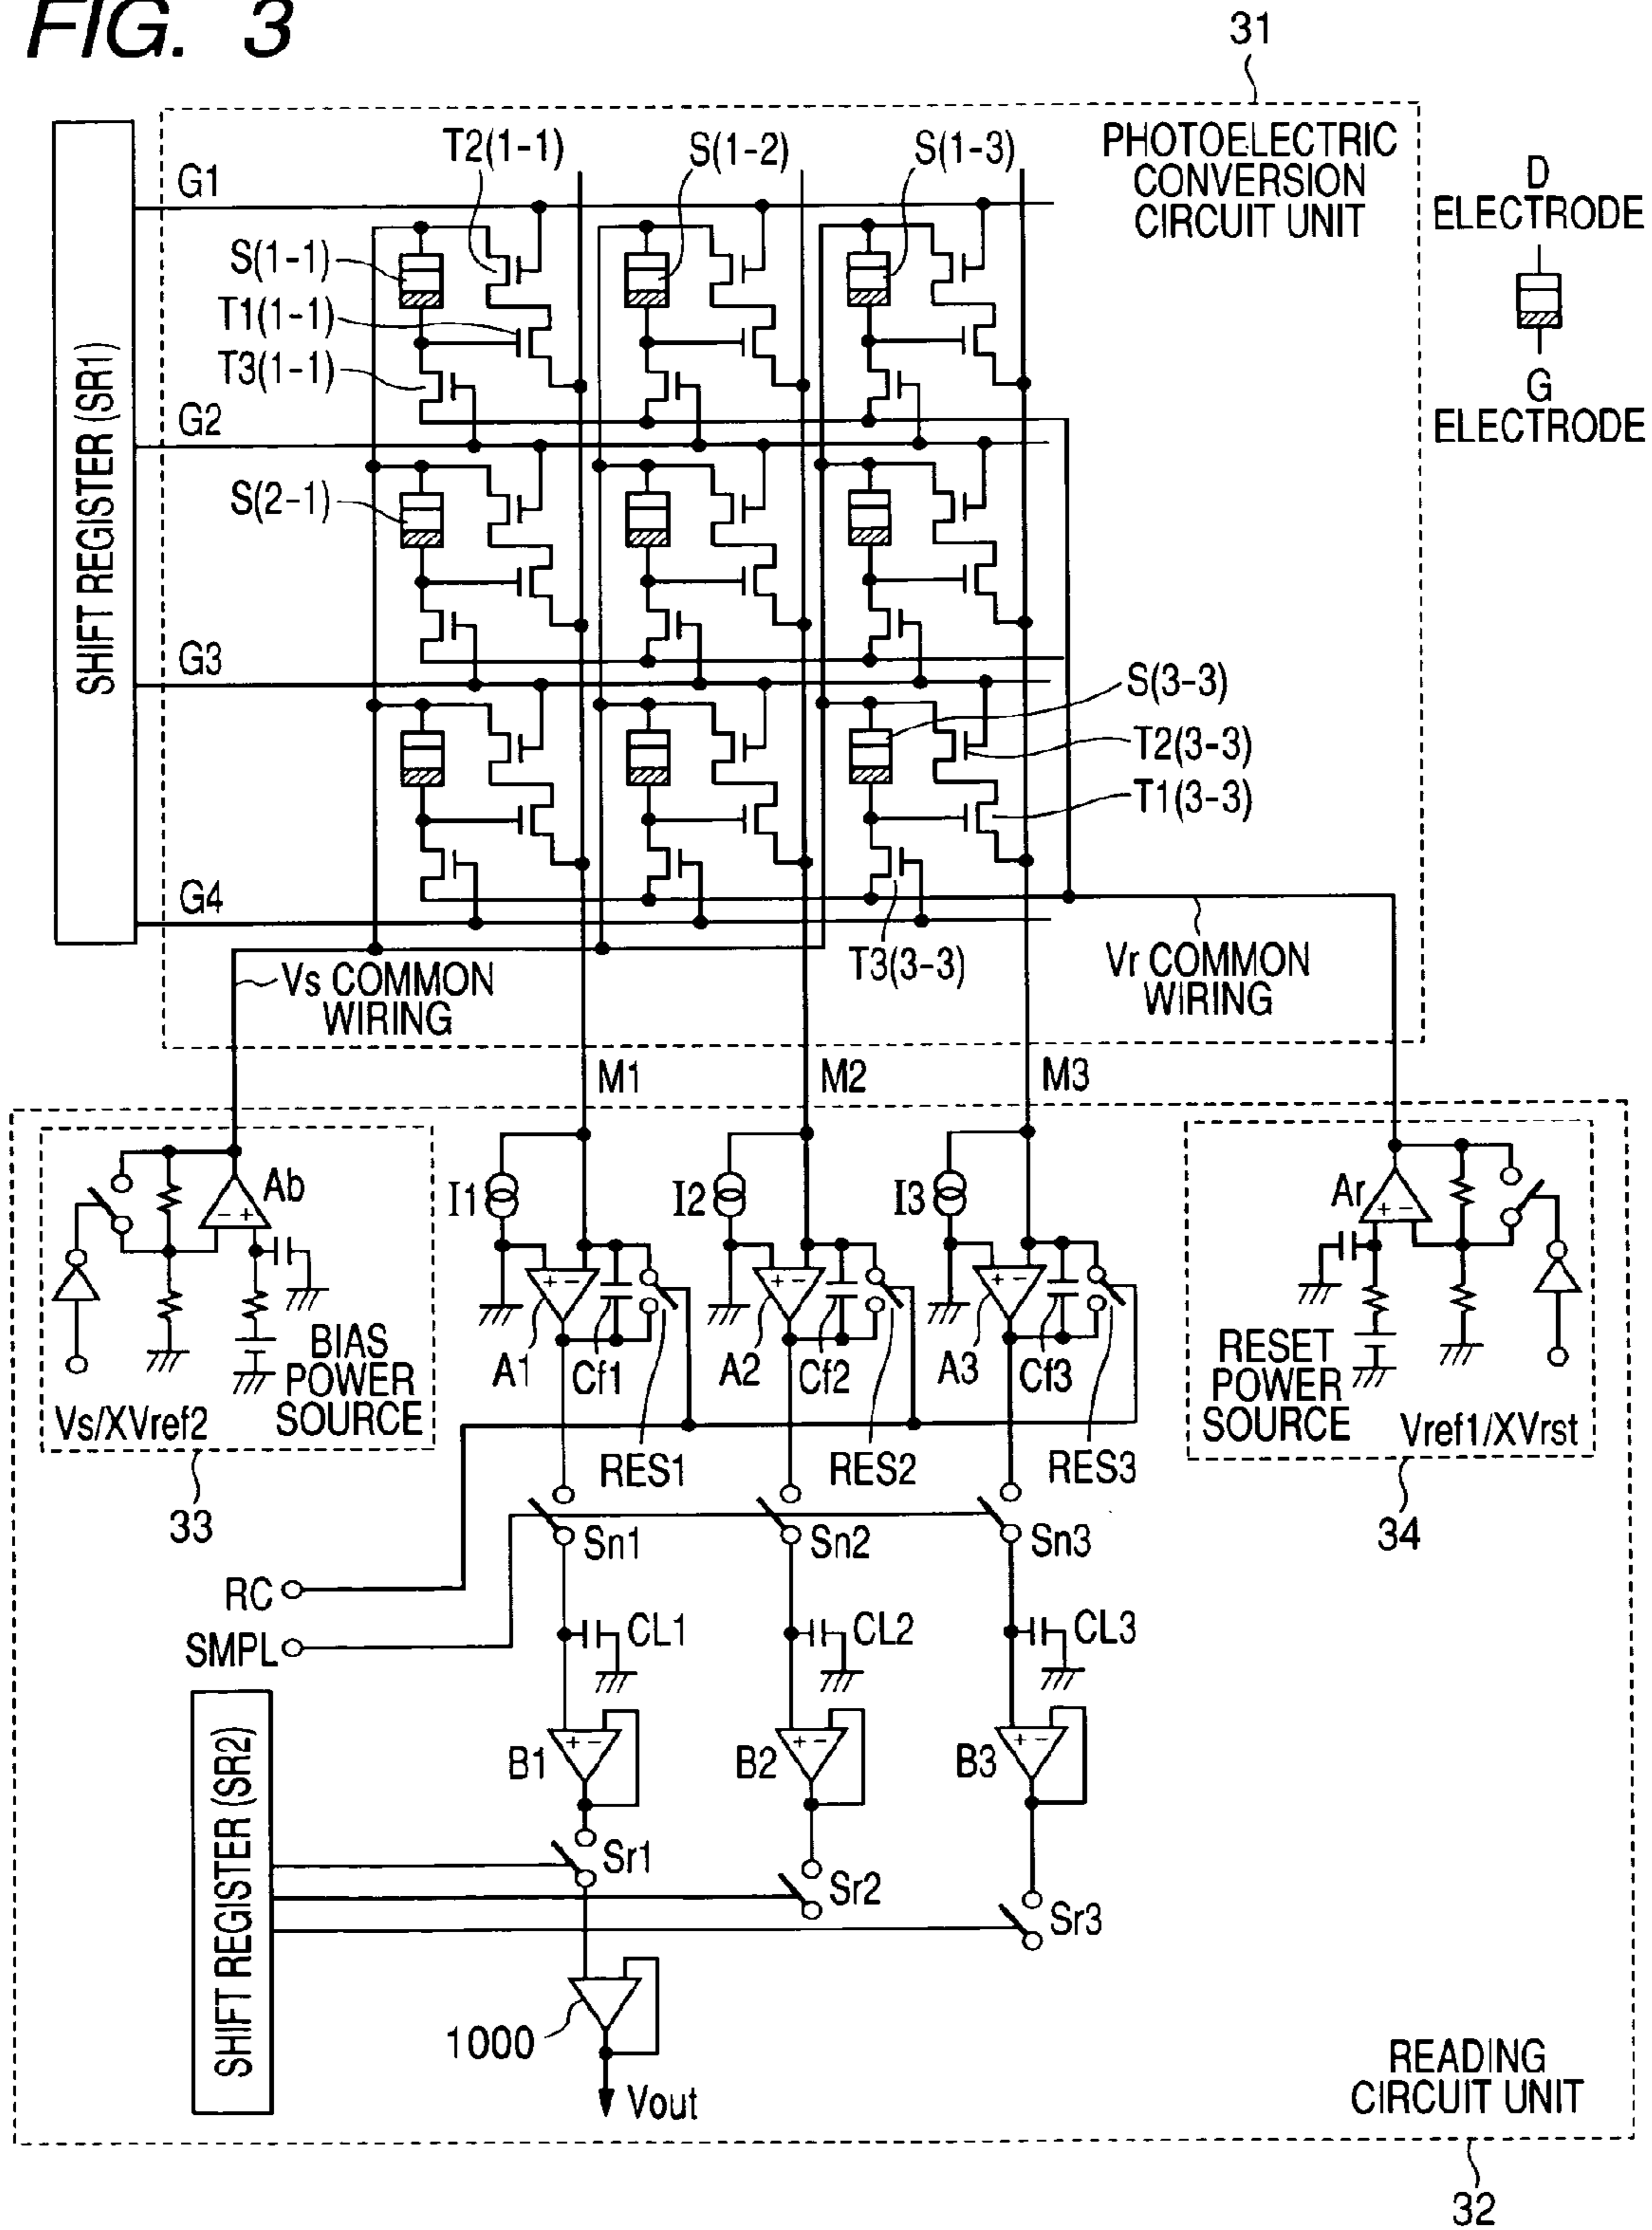 FIG. 3
31
PHOTOELECTRIC
CONVERSION
CIRCUIT UNIT
T2(1-1)
S(1-2)
S(1-3)
D
ELECTRODE
G
ELECTRODE
SHIFT REGISTER (SR1)
G1
S(1-1)
T1(1-1)
T3(1-1)
G2
S(2-1)
G3
S(3-3)
T2(3-3)
T1(3-3)
G4
T3(3-3)
Vs COMMON
WIRING
Vr COMMON
WIRING
M1
M2
M3
Ab
- +
BIAS
POWER
SOURCE
Vs/XVref2
33
I1
I2
I3
+ -
+ -
+ -
A1
Cf1
A2
Cf2
A3
Cf3
RES1
RES2
RES3
Ar
+ -
RESET
POWER
SOURCE
Vref1/XVrst
34
Sn1
Sn2
Sn3
RC
SMPL
CL1
CL2
CL3
SHIFT REGISTER (SR2)
B1
+ -
B2
+ -
B3
+ -
Sr1
Sr2
Sr3
1000
Vout
READING
CIRCUIT UNIT
32